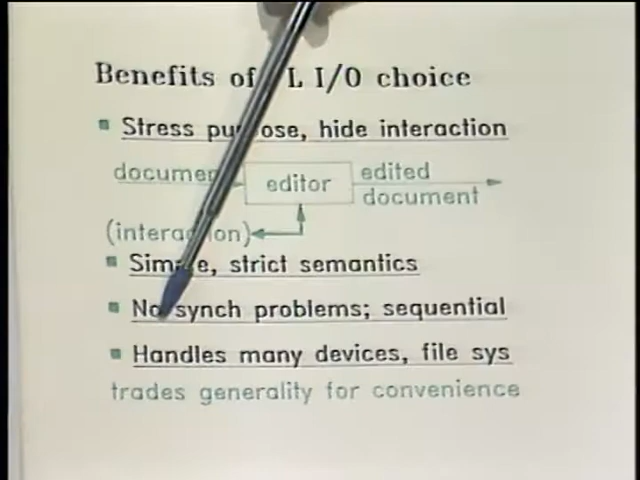 Benefits of L I/O choice
Stress purpose, hide interaction
document editor edited
document
(interaction)
Simple, strict semantics
No synch problems; sequential
Handles many devices, file sys
trades generality for convenience